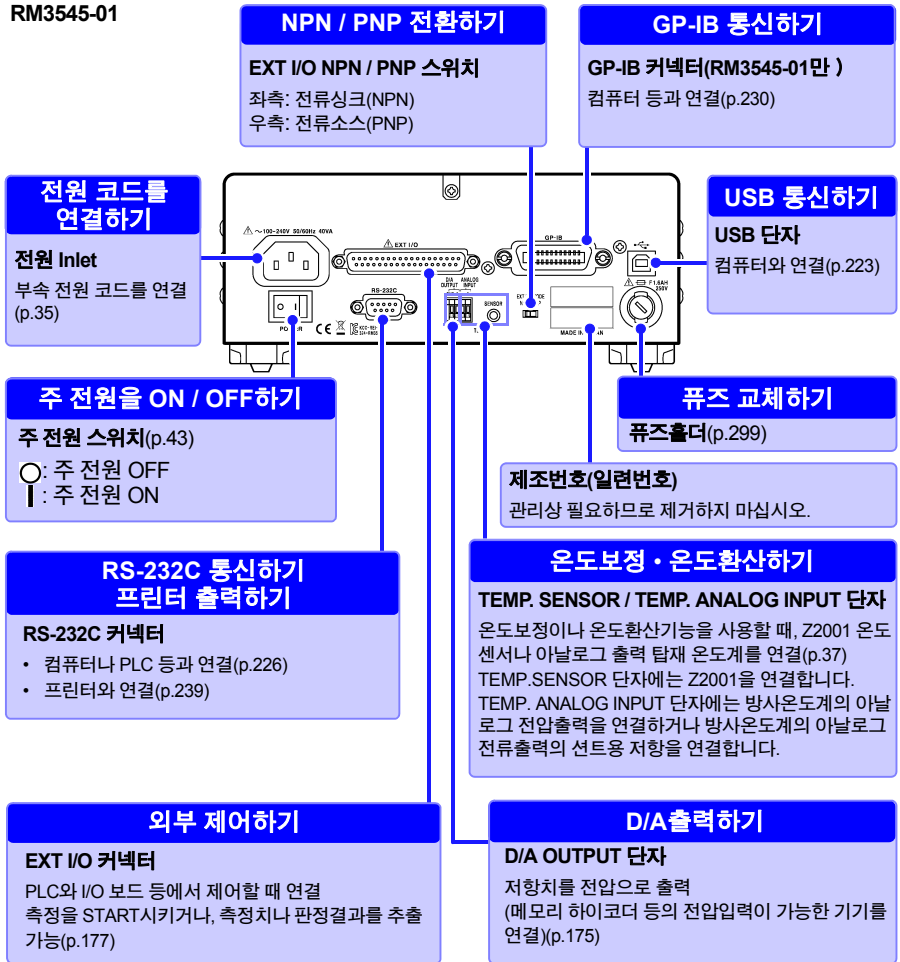 RM3545-01
NPN / PNP 전환하기
EXT I/O NPN / PNP 스위치
좌측: 전류싱크(NPN)
우측: 전류소스(PNP)
GP-IB 통신하기
GP-IB 커넥터(RM3545-01만 )
컴퓨터 등과 연결(p.230)
전원 코드를
연결하기
전원 Inlet
부속 전원 코드를 연결
(p.35)
USB 통신하기
USB 단자
컴퓨터와 연결(p.223)
~100-240V 50/60Hz 40VA
EXT I/O
GP-IB
RS-232C
D/A OUTPUT
ANALOG INPUT
SENSOR
F1.6AH
250V
CE
MADE IN
주 전원을 ON / OFF하기
주 전원 스위치(p.43)
: 주 전원 OFF
: 주 전원 ON
퓨즈 교체하기
퓨즈홀더(p.299)
제조번호(일련번호)
관리상 필요하므로 제거하지 마십시오.
RS-232C 통신하기
프린터 출력하기
RS-232C 커넥터
• 컴퓨터나 PLC 등과 연결(p.226)
• 프린터와 연결(p.239)
온도보정 • 온도환산하기
TEMP. SENSOR / TEMP. ANALOG INPUT 단자
온도보정이나 온도환산기능을 사용할 때, Z2001 온도
센서나 아날로그 출력 탑재 온도계를 연결(p.37)
TEMP.SENSOR 단자에는 Z2001을 연결합니다.
TEMP. ANALOG INPUT 단자에는 방사온도계의 아날
로그 전압출력을 연결하거나 방사온도계의 아날로그
전류출력의 션트용 저항을 연결합니다.
외부 제어하기
EXT I/O 커넥터
PLC와 I/O 보드 등에서 제어할 때 연결
측정을 START시키거나, 측정치나 판정결과를 추출
가능(p.177)
D/A출력하기
D/A OUTPUT 단자
저항치를 전압으로 출력
(메모리 하이코더 등의 전압입력이 가능한 기기를
연결)(p.175)